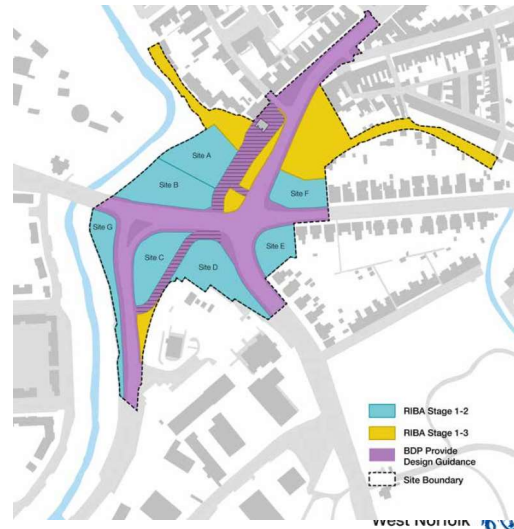 Site A
Site B
Site F
Site G
Site C
Site E
Site D
RIBA Stage 1-2
RIBA Stage 1-3
BDP Provide
Design Guidance
Site Boundary
West Norfolk